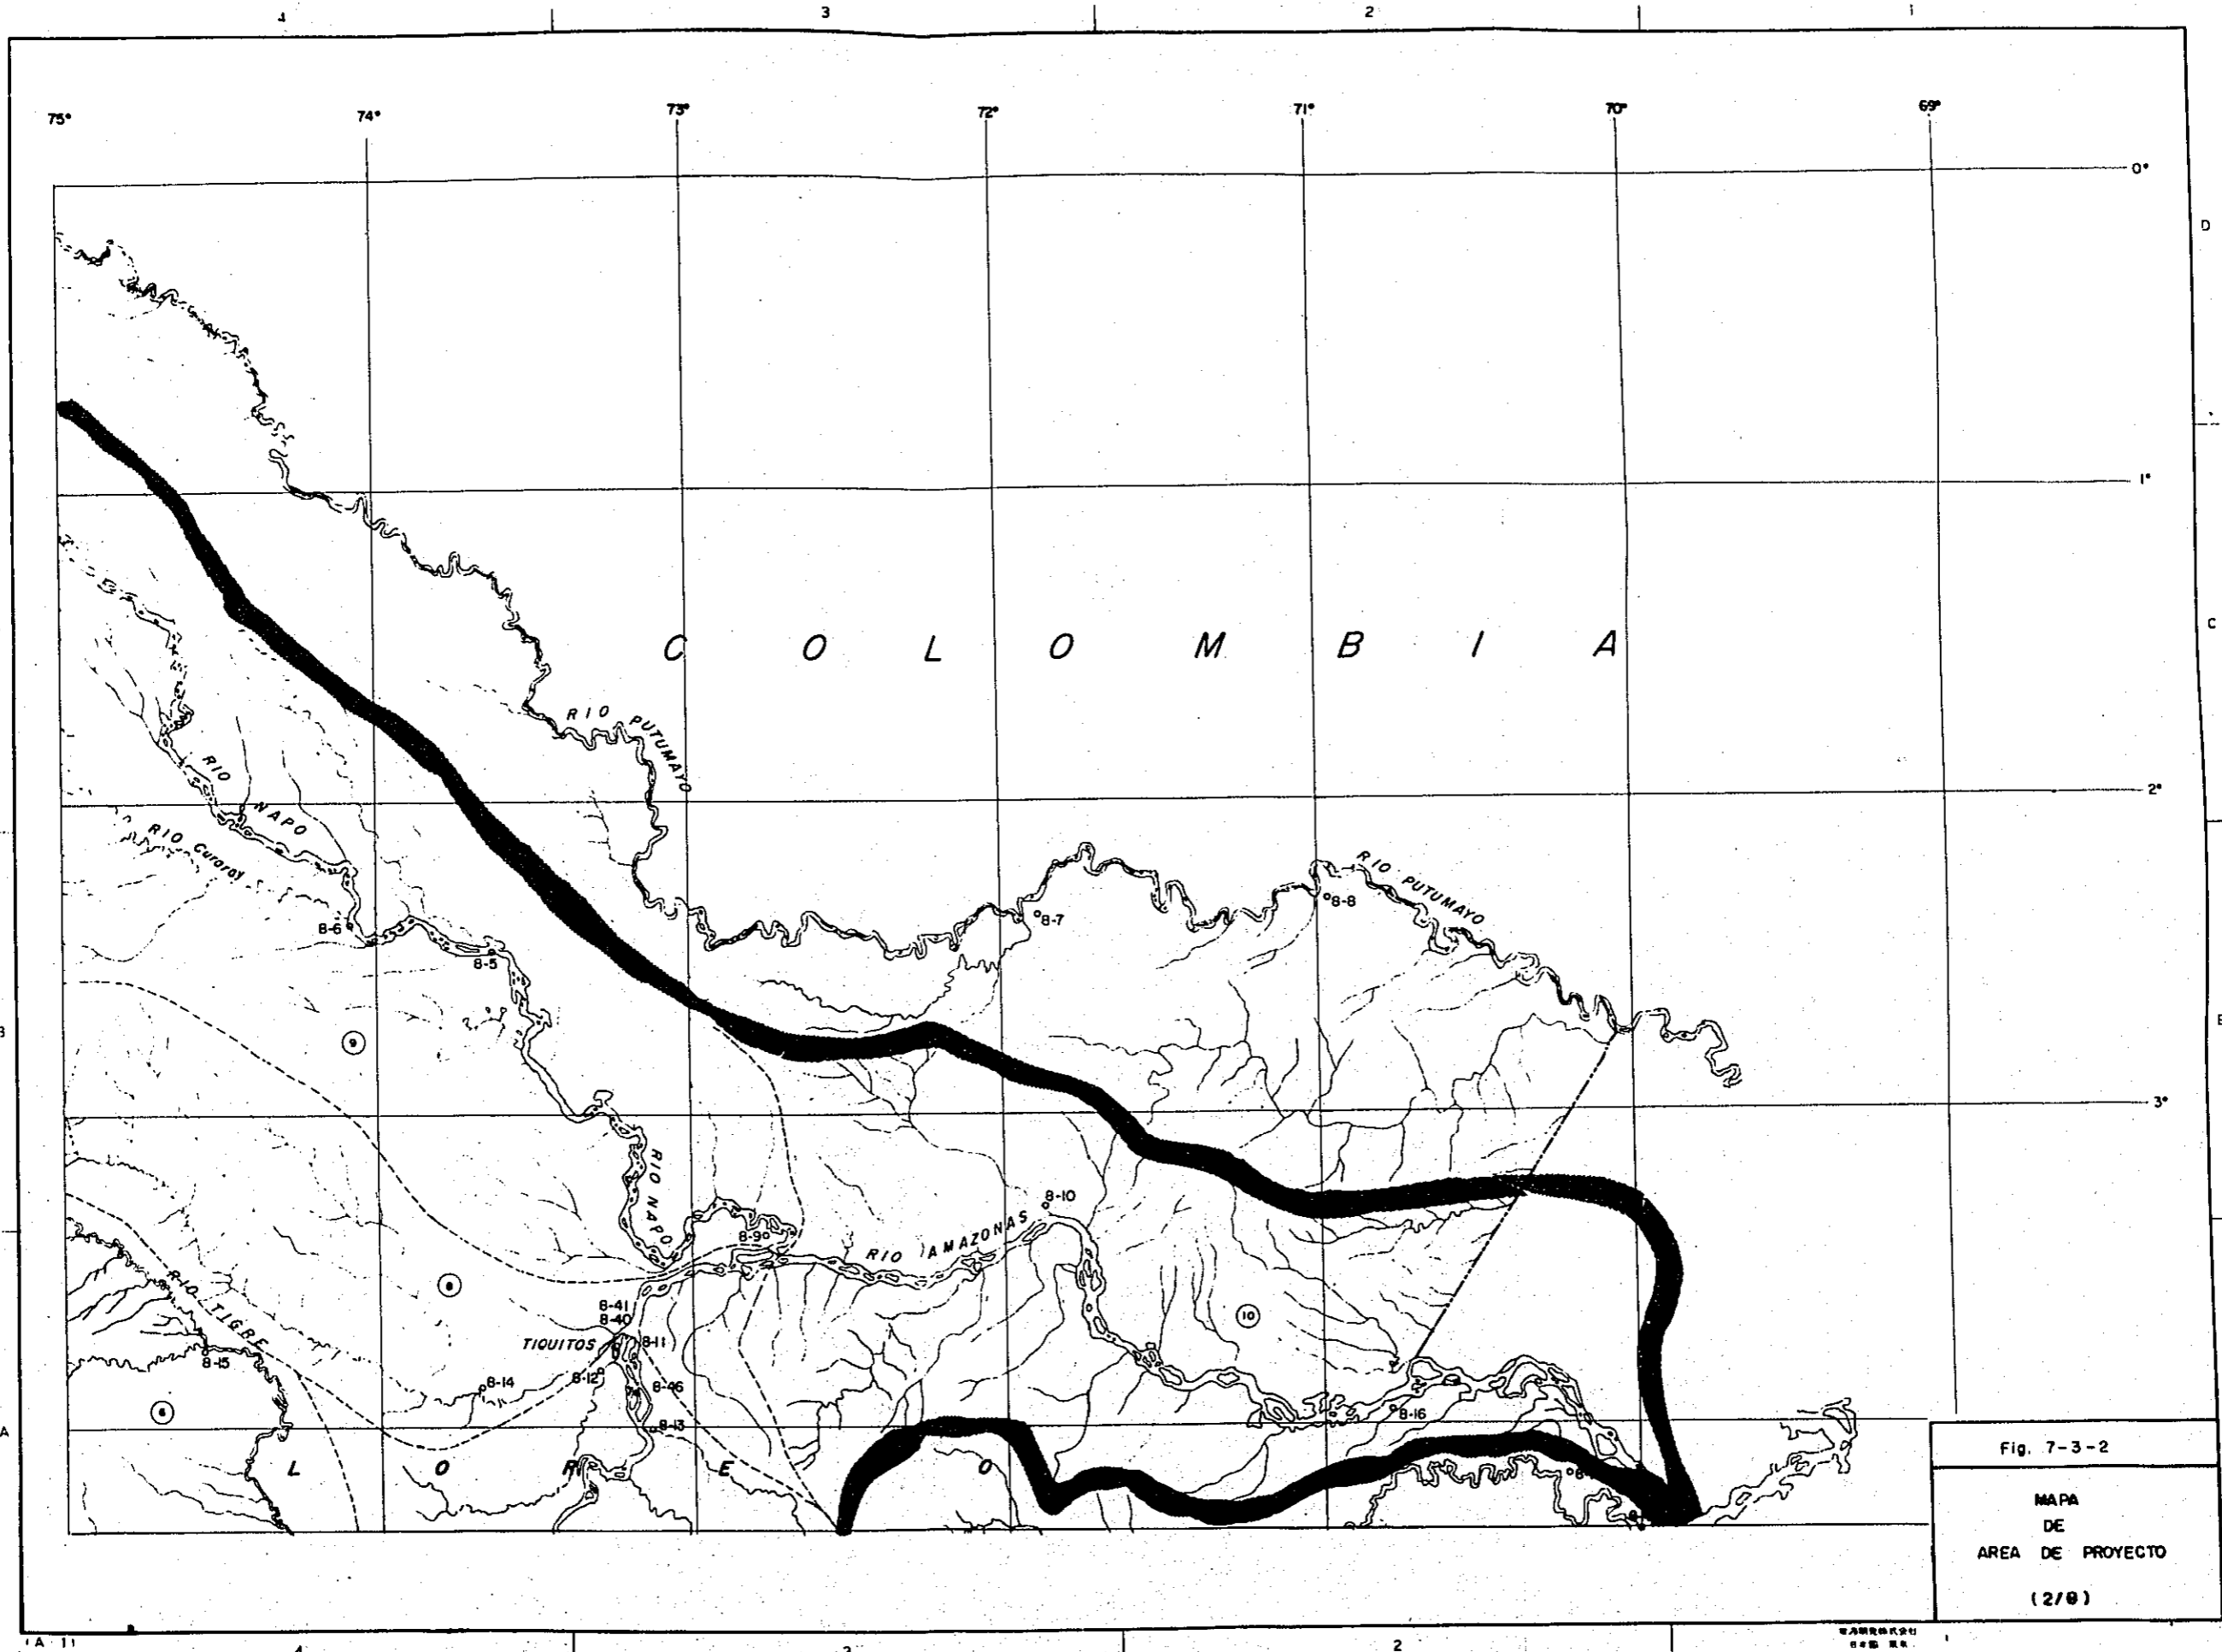 4 3 2 1
75° 74° 73° 72° 71° 70° 69°
0°
D
1°
C O L O M B I A
C
RIO PUTUMAYO
2°
RIO NAPO
RIO Curaray
RIO PUTUMAYO
8-8
8-7
8-6
8-5
B
9
3°
RIO NAPO
8-10
8-9
RIO AMAZONAS
8
10
RIO TIGRE
8-41
8-40
TIQUITOS
8-11
8-15
8-12
8-14
8-46
8-16
6
8-13
A
L O R E O
Fig. 7-3-2
MAPA
DE
AREA DE PROYECTO
(2/8)
(A-1)
4 3 2 1